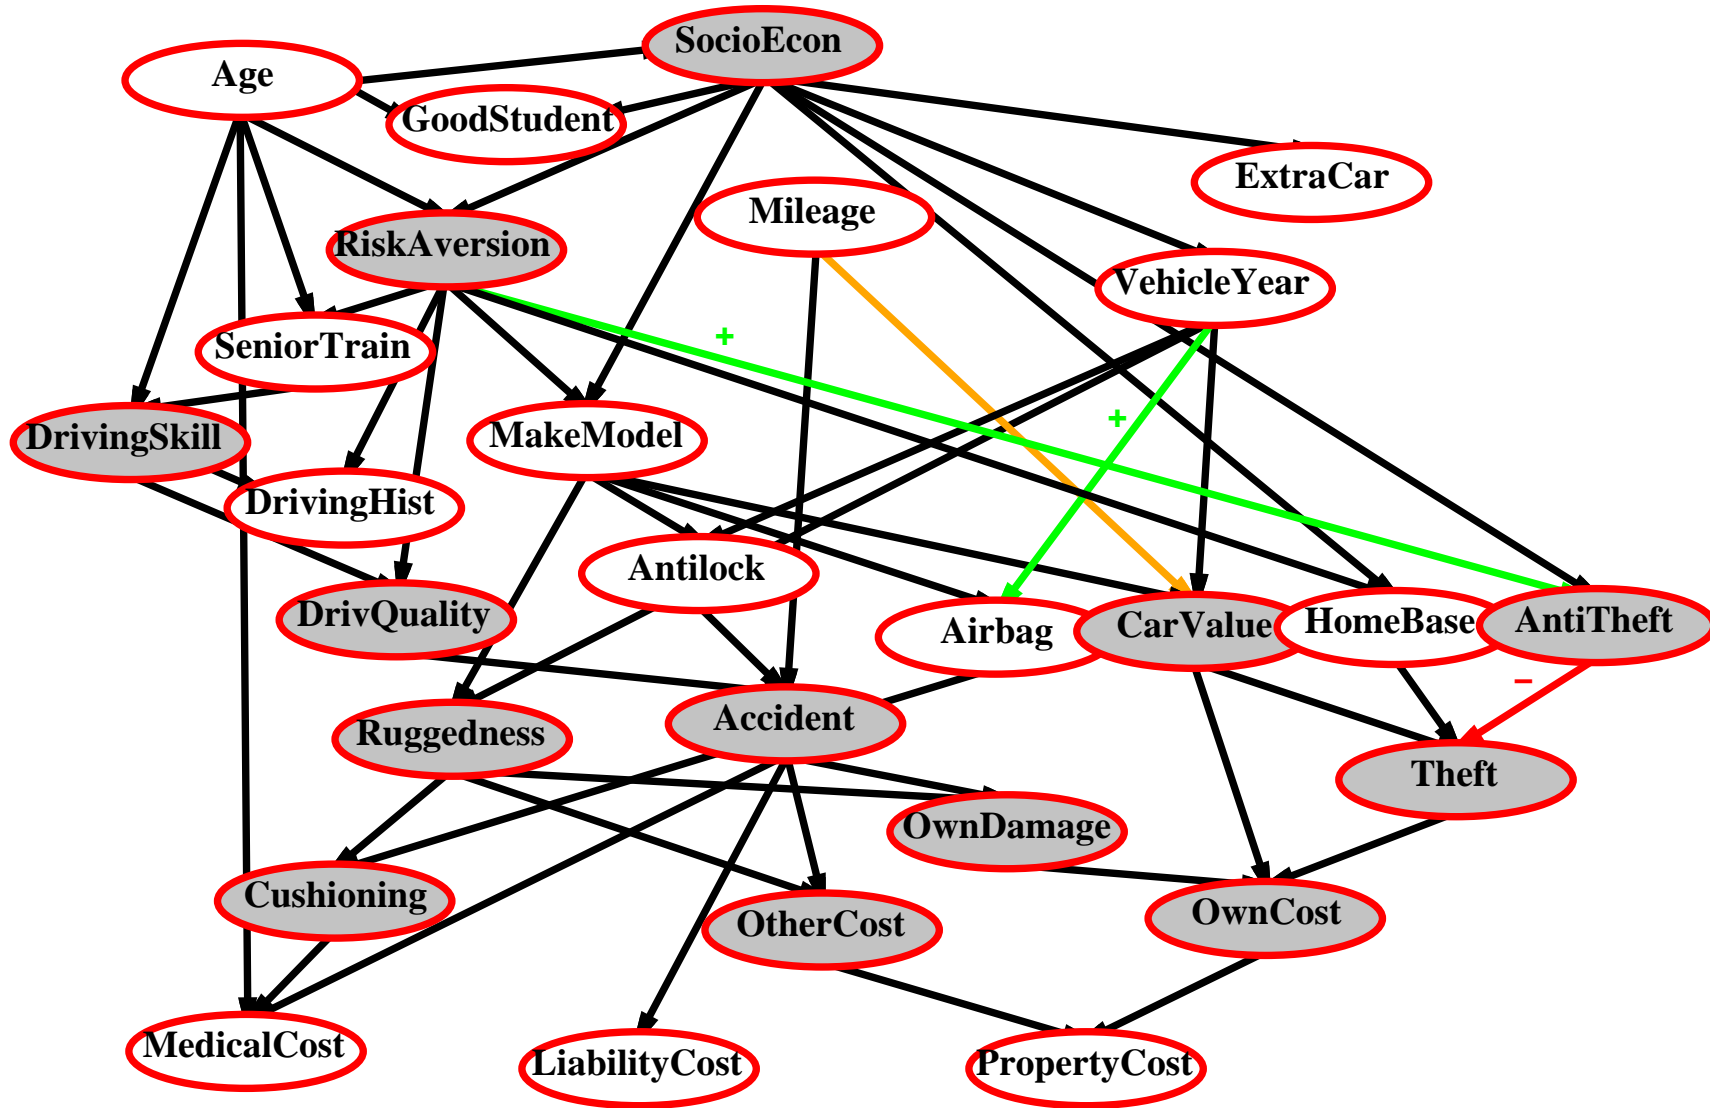 SocioEcon
Age
GoodStudent
ExtraCar
Mileage
RiskAversion
VehicleYear
+
SeniorTrain
+
DrivingSkill
MakeModel
DrivingHist
Antilock
DrivQuality
Airbag
CarValue
HomeBase
AntiTheft
−
Ruggedness
Accident
Theft
OwnDamage
Cushioning
OtherCost
OwnCost
MedicalCost
LiabilityCost
PropertyCost